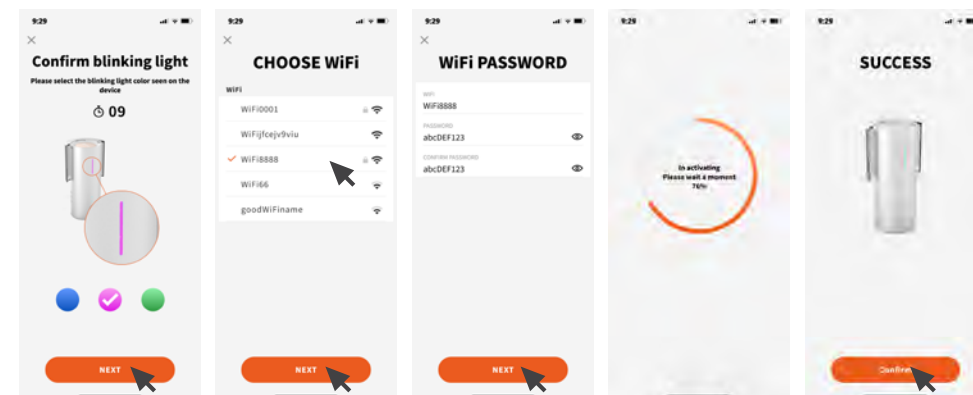 9:29
Confirm blinking light
Please select the blinking light color seen on the
device
09
NEXT
9:29
CHOOSE WiFi
WiFi
WiFi0001
WiFijfcejv9viu
WiFi8888
WiFi66
goodWiFiname
NEXT
9:29
WiFi PASSWORD
WIFI
WiFi8888
PASSWORD
abcDEF123
CONFIRM PASSWORD
abcDEF123
NEXT
9:29
In activating
Please wait a moment
76%
9:29
SUCCESS
Confirm